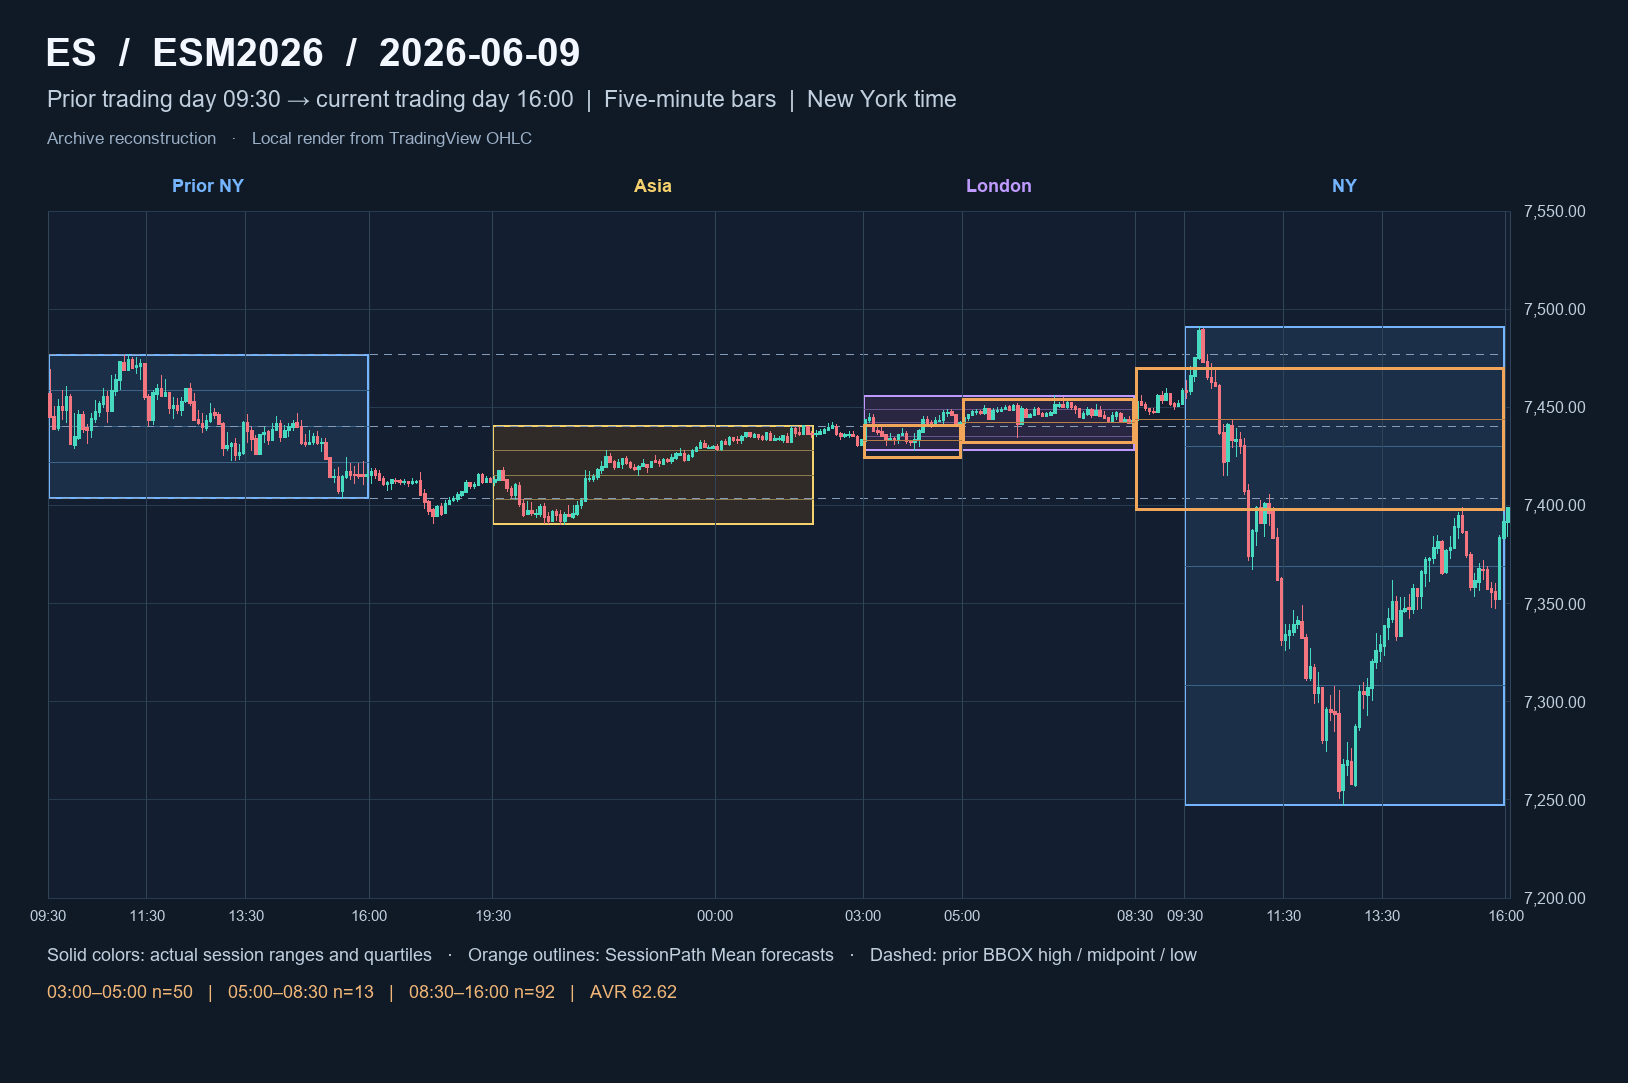 ES / ESM2026 / 2026-06-09
Prior trading day 09:30 → current trading day 16:00 | Five-minute bars | New York time
Archive reconstruction · Local render from TradingView OHLC
Prior NY Asia London NY
7,550.00
7,500.00
7,450.00
7,400.00
7,350.00
7,300.00
7,250.00
7,200.00
09:30 11:30 13:30 16:00 19:30 00:00 03:00 05:00 08:30 09:30 11:30 13:30 16:00
Solid colors: actual session ranges and quartiles · Orange outlines: SessionPath Mean forecasts · Dashed: prior BBOX high / midpoint / low
03:00–05:00 n=50 | 05:00–08:30 n=13 | 08:30–16:00 n=92 | AVR 62.62